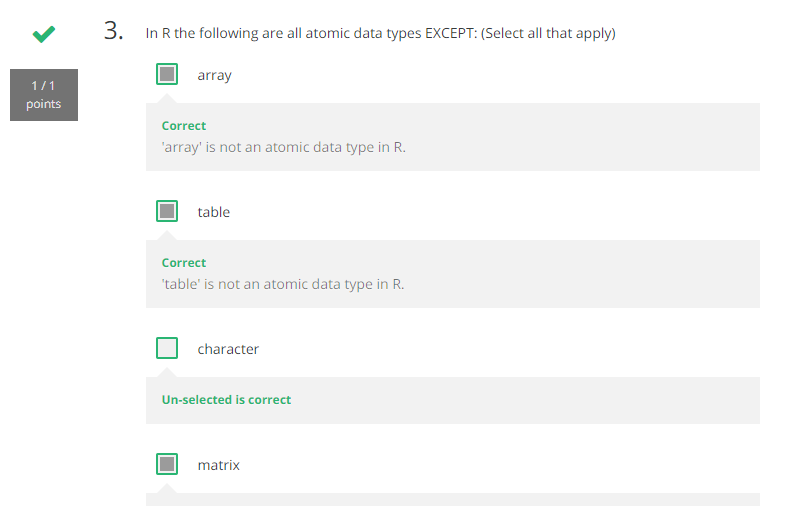 3. In R the following are all atomic data types EXCEPT: (Select all that apply)
1 / 1
points
array
Correct
'array' is not an atomic data type in R.
table
Correct
'table' is not an atomic data type in R.
character
Un-selected is correct
matrix